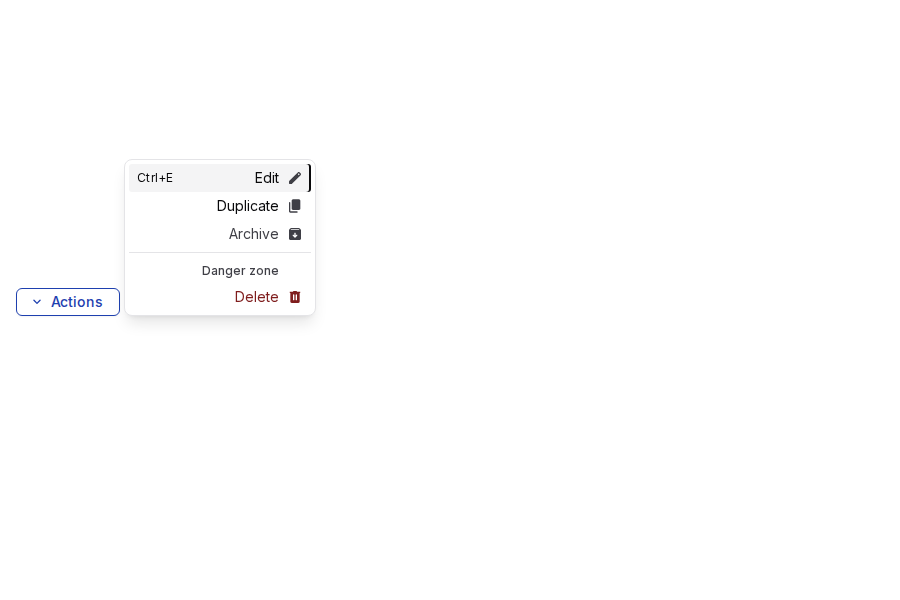 Edit Ctrl+E
Duplicate
Archive
Danger zone
Delete
Actions